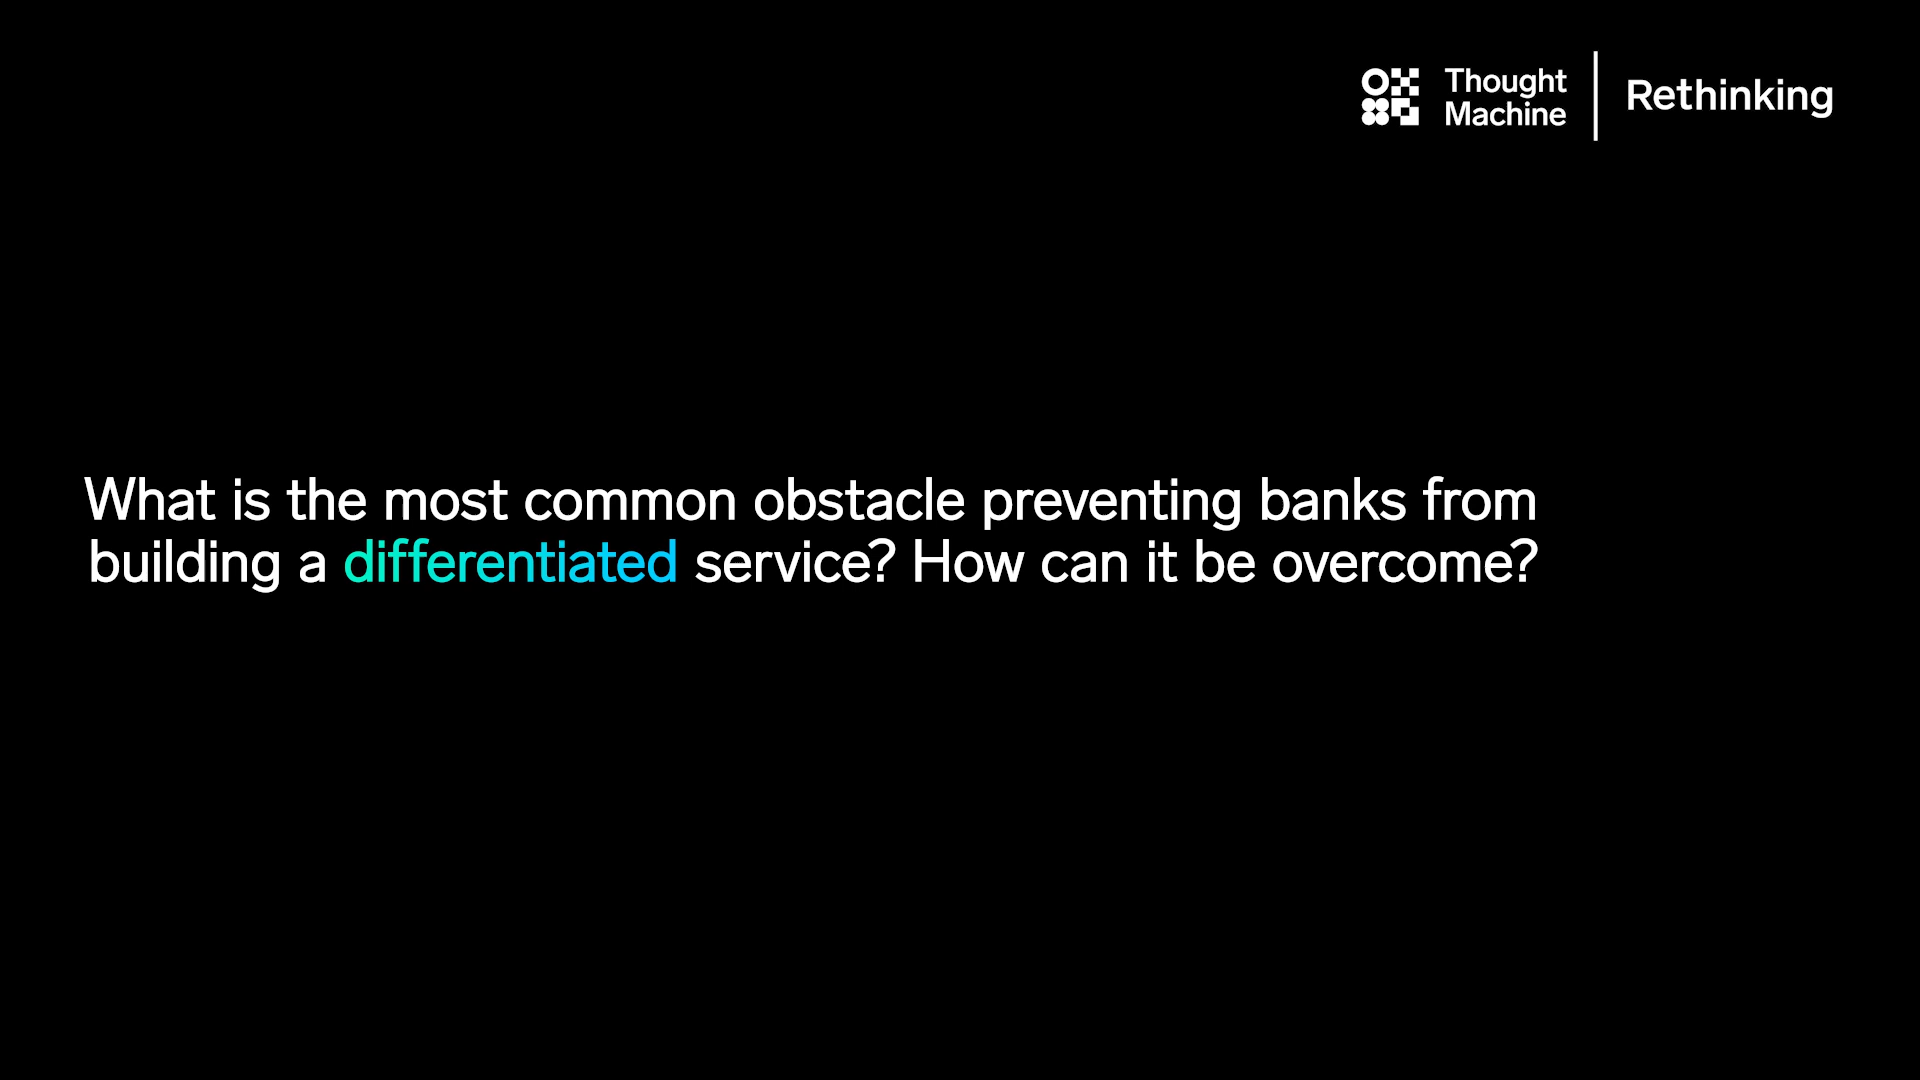 Thought
Machine
Rethinking
What is the most common obstacle preventing banks from
building a differentiated service? How can it be overcome?